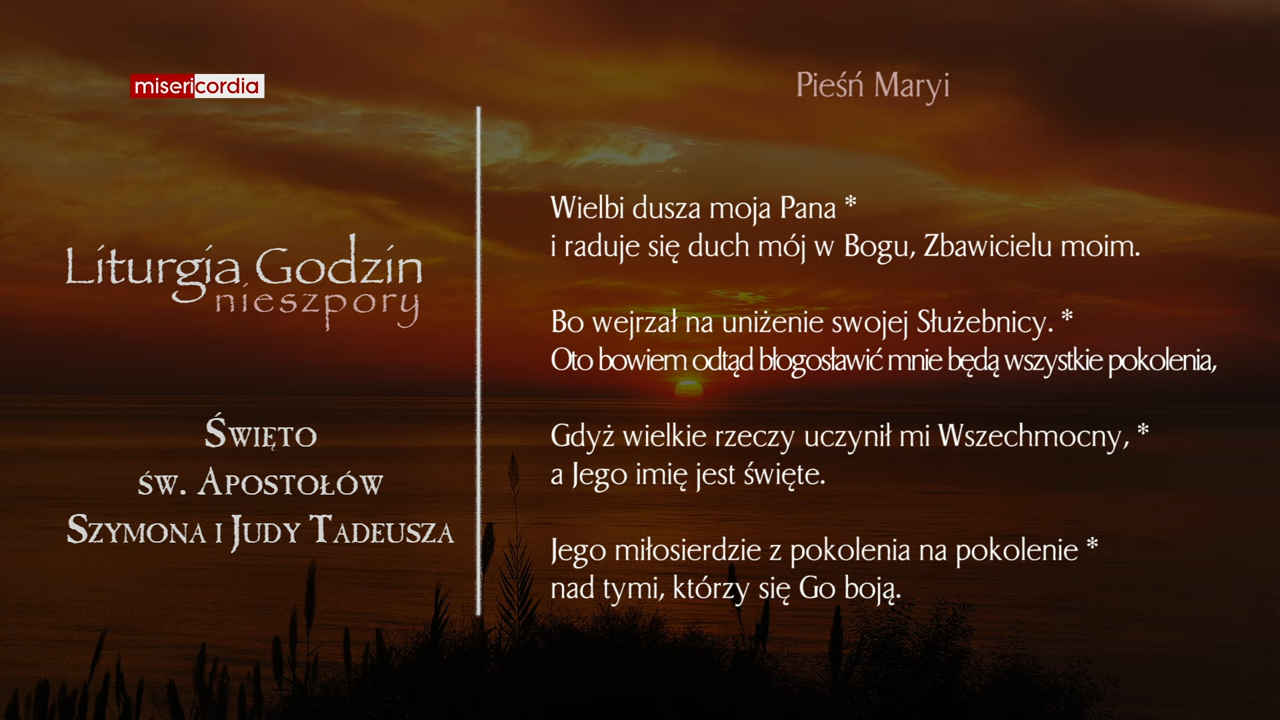 misericordia
Liturgia Godzin
nieszpory
Święto
św. Apostołów
Szymona i Judy Tadeusza
Pieśń Maryi
Wielbi dusza moja Pana *
i raduje się duch mój w Bogu, Zbawicielu moim.
Bo wejrzał na uniżenie swojej Służebnicy. *
Oto bowiem odtąd błogosławić mnie będą wszystkie pokolenia,
Gdyż wielkie rzeczy uczynił mi Wszechmocny, *
a Jego imię jest święte.
Jego miłosierdzie z pokolenia na pokolenie *
nad tymi, którzy się Go boją.